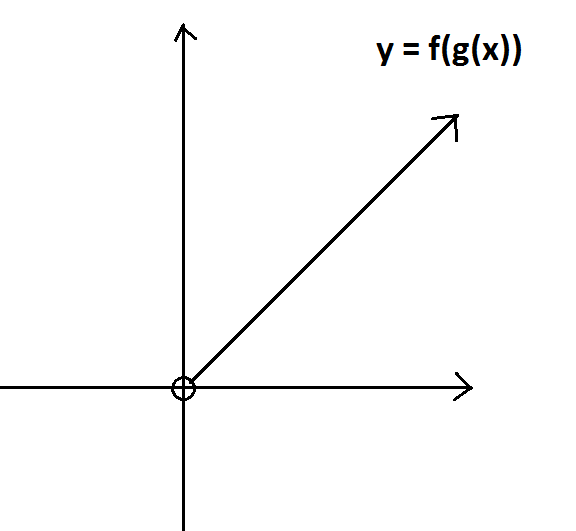 y = f(g(x))